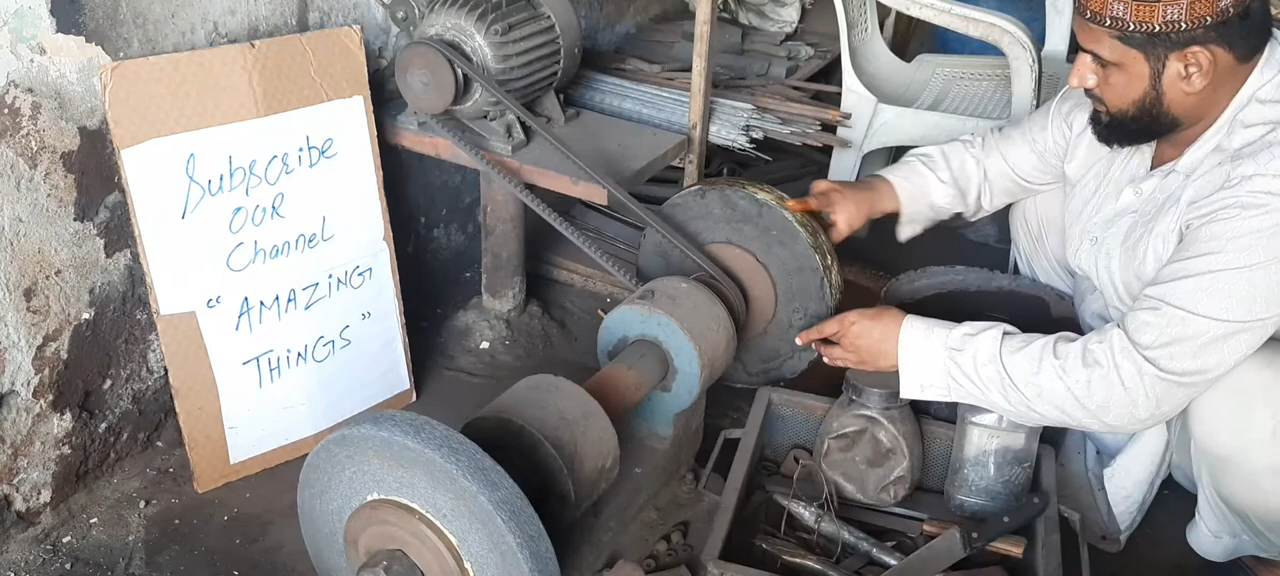 Subscribe
OUR
Channel
“ AMAZiNG
THiNGS ”